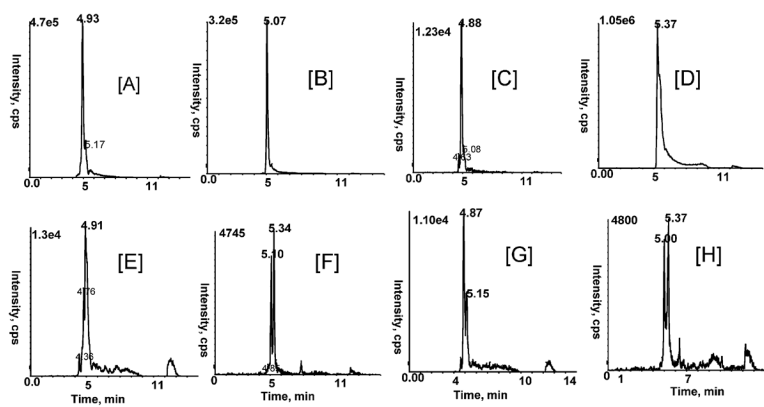 4.7e5
4.93
[A]
5.17
Intensity, cps
0.0
5
11
3.2e5
5.07
[B]
Intensity, cps
0.0
5
11
1.23e4
4.88
[C]
5.08
4.63
Intensity, cps
0.0
5
11
1.05e6
5.37
[D]
Intensity, cps
0.00
5
11
1.3e4
4.91
[E]
4.76
4.36
Intensity, cps
0.0
5
11
Time, min
4745
5.34
5.10
[F]
Intensity, cps
0.0
5
11
Time, min
1.10e4
4.87
[G]
5.15
Intensity, cps
0.0
4
10
14
Time, min
4800
5.37
5.00
[H]
Intensity, cps
1
7
Time, min